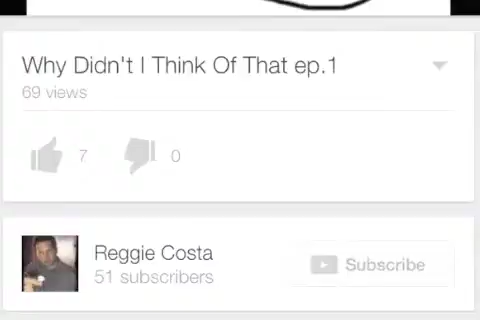 Why Didn't I Think Of That ep.1
69 views
7
0
Reggie Costa
51 subscribers
Subscribe